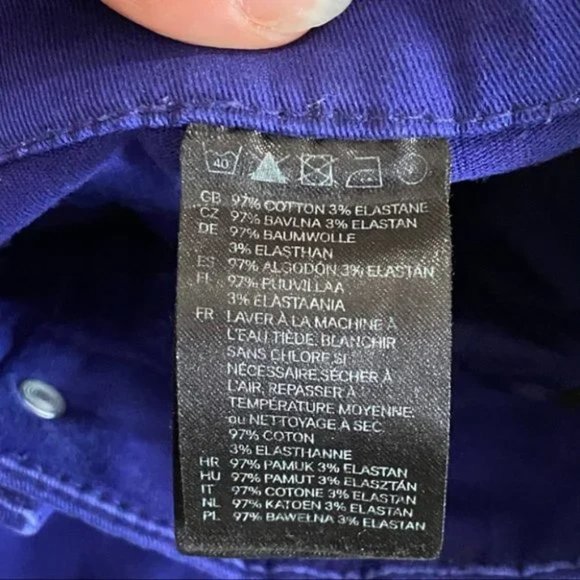 40
GB 97% COTTON 3% ELASTANE
CZ 97% BAVLNA 3% ELASTAN
DE 97% BAUMWOLLE
3% ELASTHAN
ES 97% ALGODÓN 3% ELASTÁN
FI 97% PUUVILLAA
3% ELASTAANIA
FR LAVER À LA MACHINE À
L'EAU TIÈDE. BLANCHIR
SANS CHLORE SI
NÉCESSAIRE. SÉCHER À
L'AIR. REPASSER À
TEMPÉRATURE MOYENNE.
OU NETTOYAGE À SEC.
97% COTON
3% ELASTHANNE
HR 97% PAMUK 3% ELASTAN
HU 97% PAMUT 3% ELASZTÁN
IT 97% COTONE 3% ELASTAN
NL 97% KATOEN 3% ELASTAN
PL 97% BAWEŁNA 3% ELASTAN